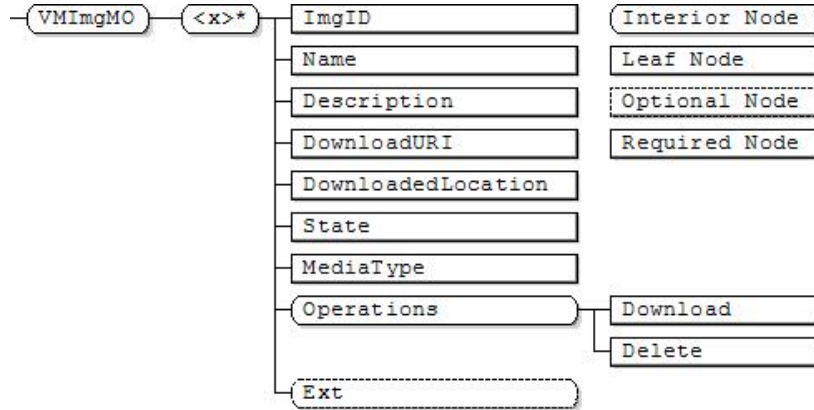 VMImgMO <x>* ImgID Interior Node
Name Leaf Node
Description Optional Node
DownloadURI Required Node
DownloadedLocation
State
MediaType
Operations Download
Delete
Ext